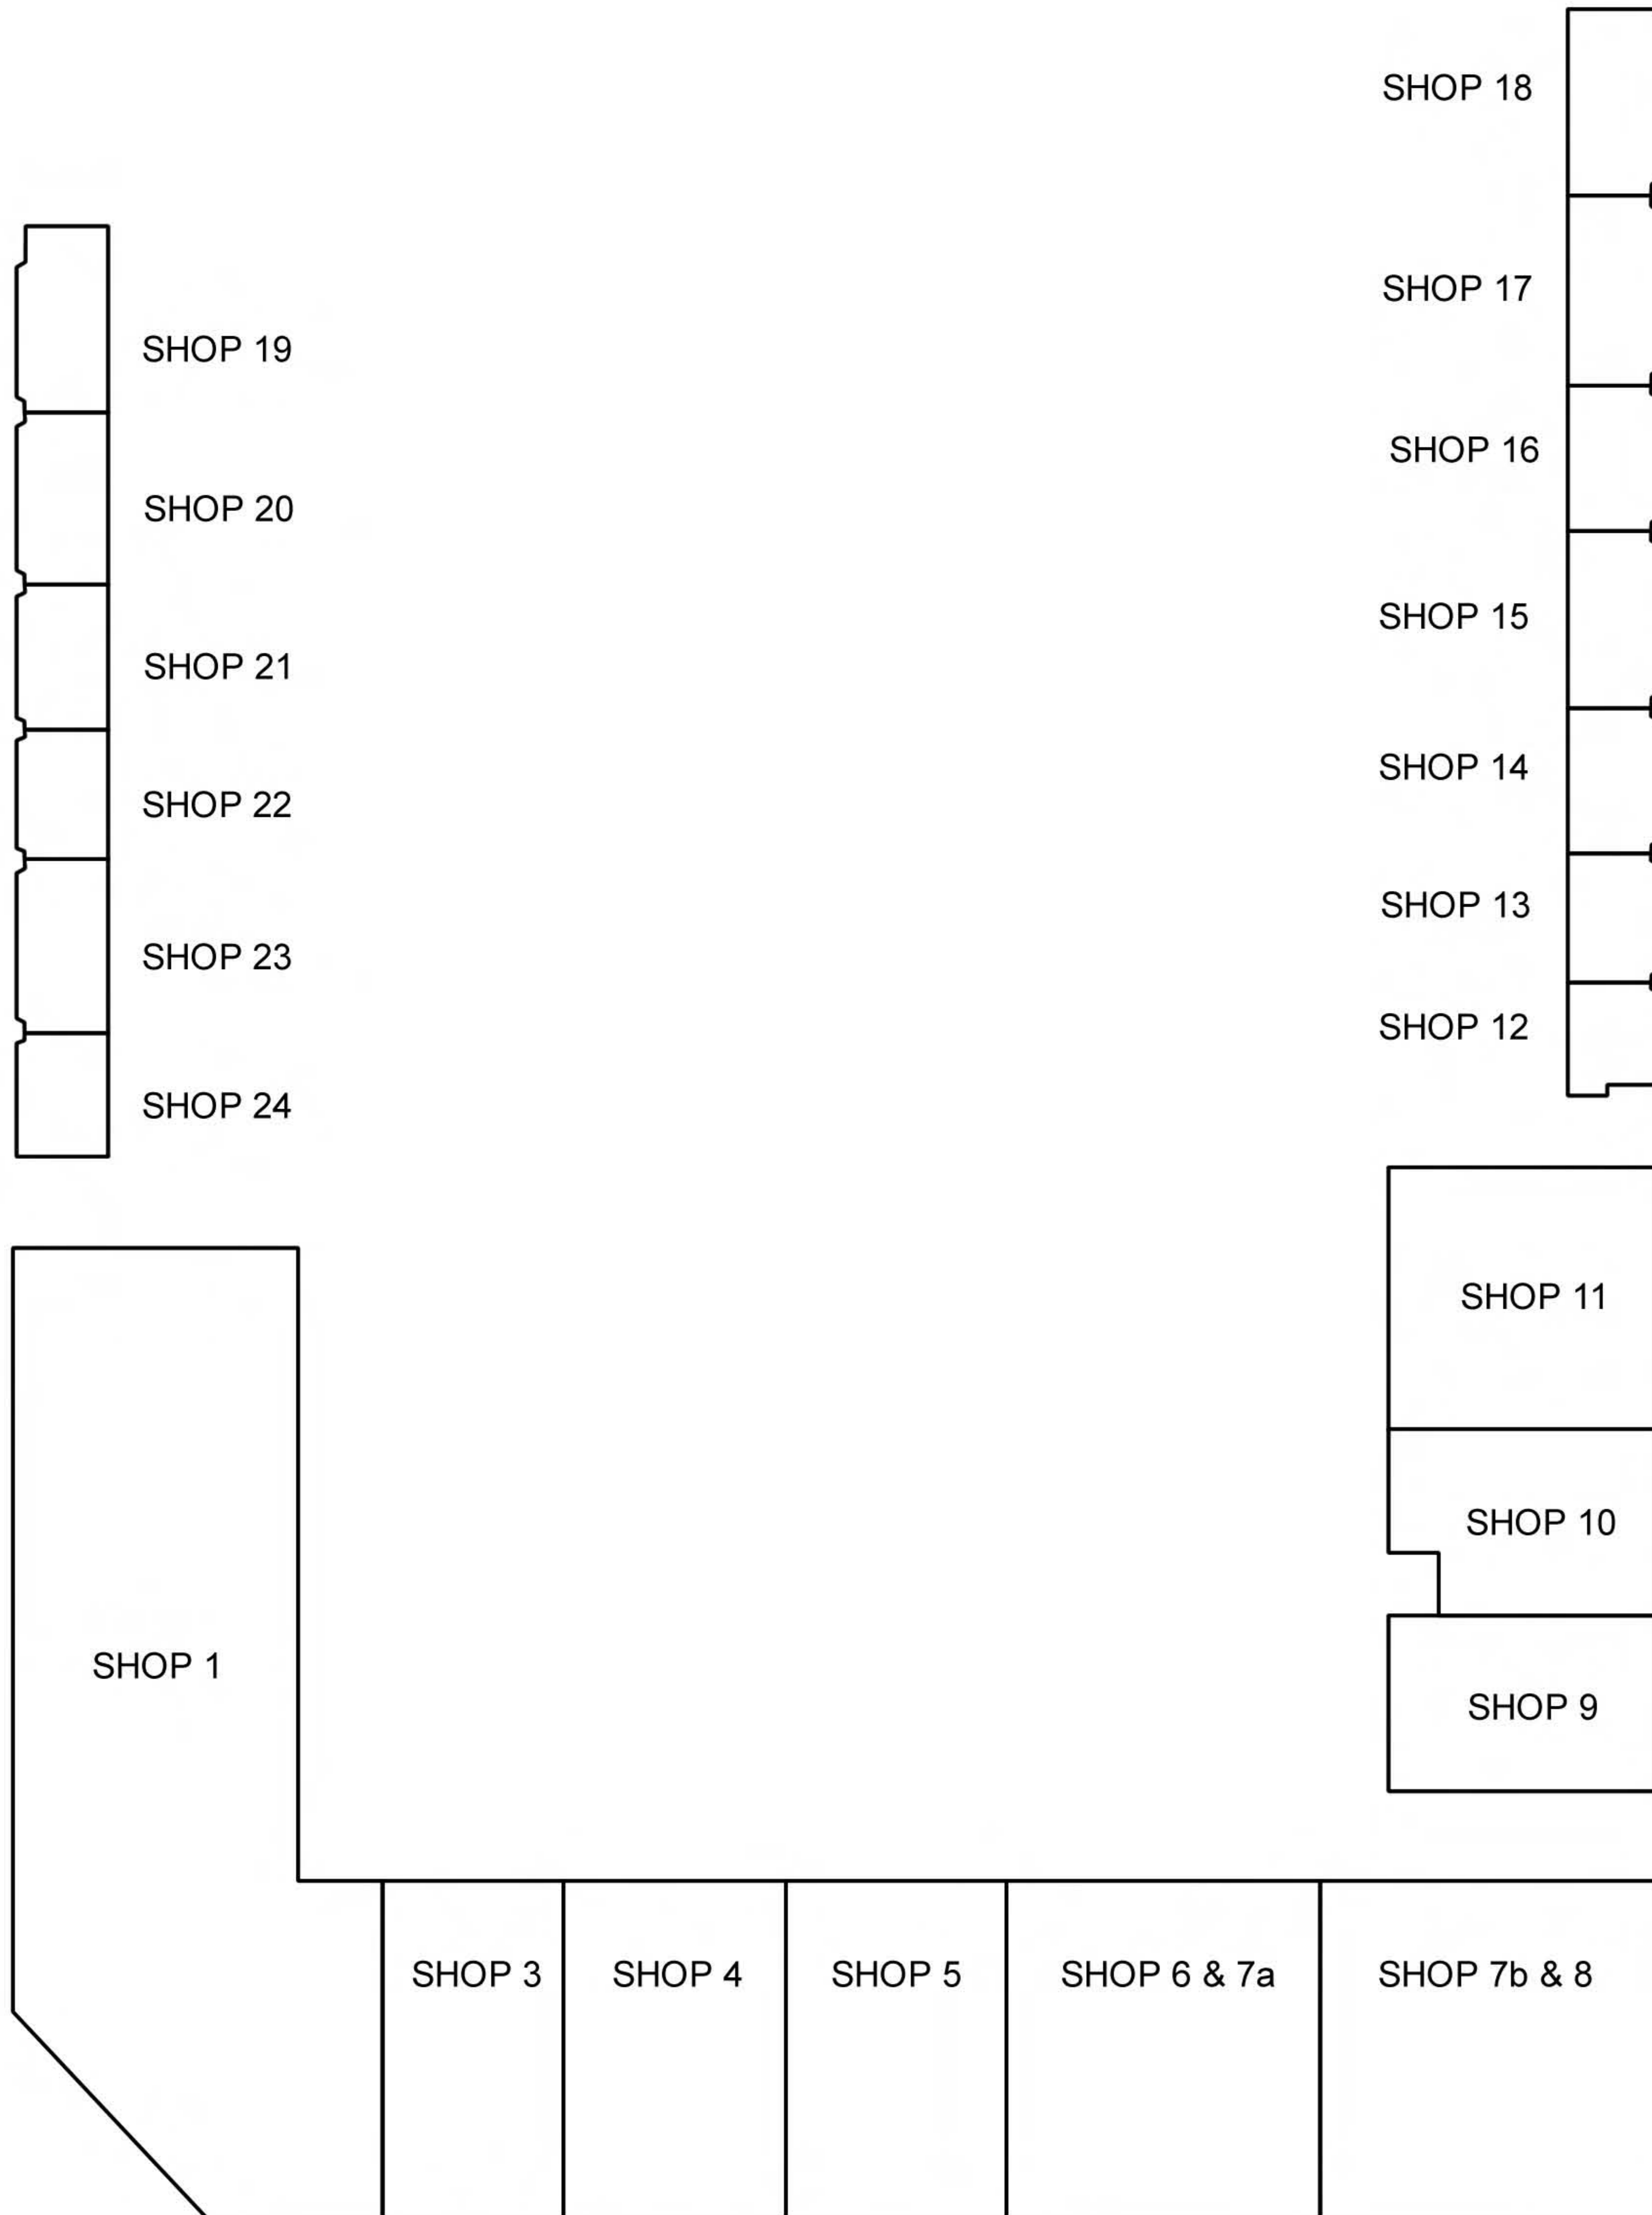 SHOP 18
SHOP 17
SHOP 19
SHOP 16
SHOP 20
SHOP 15
SHOP 21
SHOP 14
SHOP 22
SHOP 13
SHOP 23
SHOP 12
SHOP 24
SHOP 11
SHOP 10
SHOP 1
SHOP 9
SHOP 3
SHOP 4
SHOP 5
SHOP 6 & 7a
SHOP 7b & 8